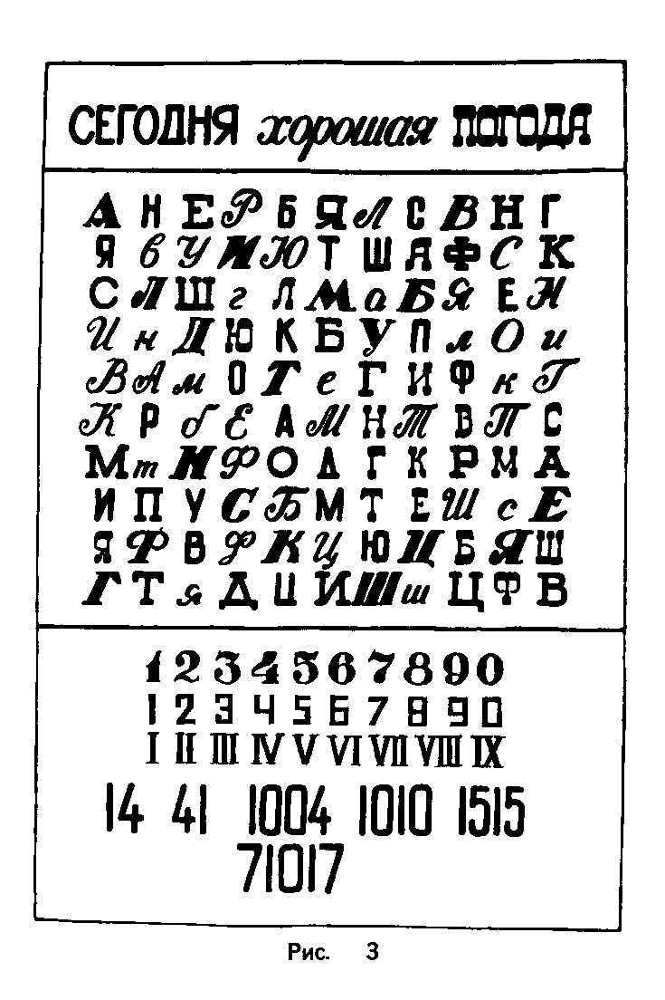 СЕГОДНЯ хорошая ПОГОДА
А Н Е Р Б Я Л С В Н Г
Я в У И Ю Т Ш Я Ф С К
С Л Ш г Л М а Б Я Е Н
И н Д Ю К Б У П л О и
В А м О Т е Г И Ф к Г
К Р б Е А М Н Т В П С
М т И Ф О Д Г К Р М А
И П У С Б М Т Е Ш с Е
Я Ф В Ф К Ц Ю Ц Б Я Ш
Г Т я Д Ц И Ш ш Ц Ф В
1 2 3 4 5 6 7 8 9 0
1 2 3 4 5 6 7 8 9 0
I II III IV V VI VII VIII IX
14 41 1004 1010 1515
71017
Рис. 3